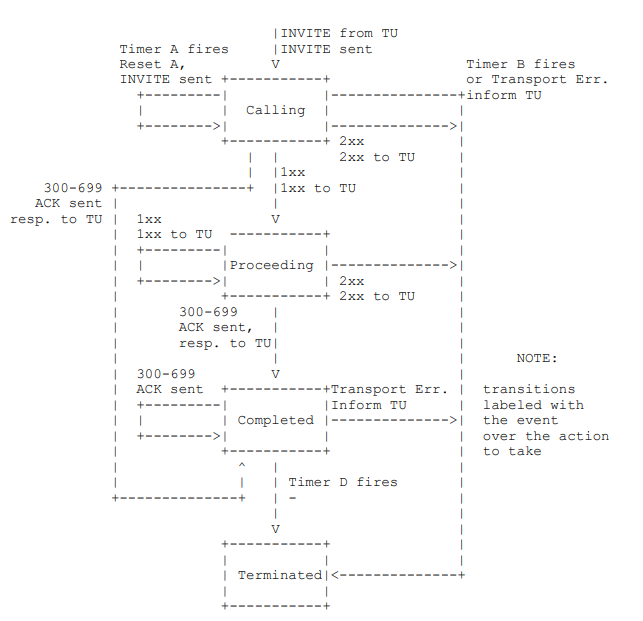 |INVITE from TU
Timer A fires |INVITE sent
Reset A, V Timer B fires
INVITE sent +-----------+ or Transport Err.
+---------| |---------------+inform TU
| | Calling | |
+-------->| |-------------->|
+-----------+ 2xx |
| | 2xx to TU |
| |1xx |
300-699 +---------------+ |1xx to TU |
ACK sent | | |
resp. to TU | 1xx V |
| 1xx to TU -----------+ |
| +---------| | |
| | |Proceeding |-------------->|
| +-------->| | 2xx |
| +-----------+ 2xx to TU |
| 300-699 | |
| ACK sent, | |
| resp. to TU| |
| | | NOTE:
| 300-699 V |
| ACK sent +-----------+Transport Err. | transitions
| +---------| |Inform TU | labeled with
| | | Completed |-------------->| the event
| +-------->| | | over the action
| +-----------+ | to take
| ^ | |
| | | Timer D fires |
+--------------+ | - |
| |
V |
+-----------+ |
| | |
| Terminated|<--------------+
| |
+-----------+